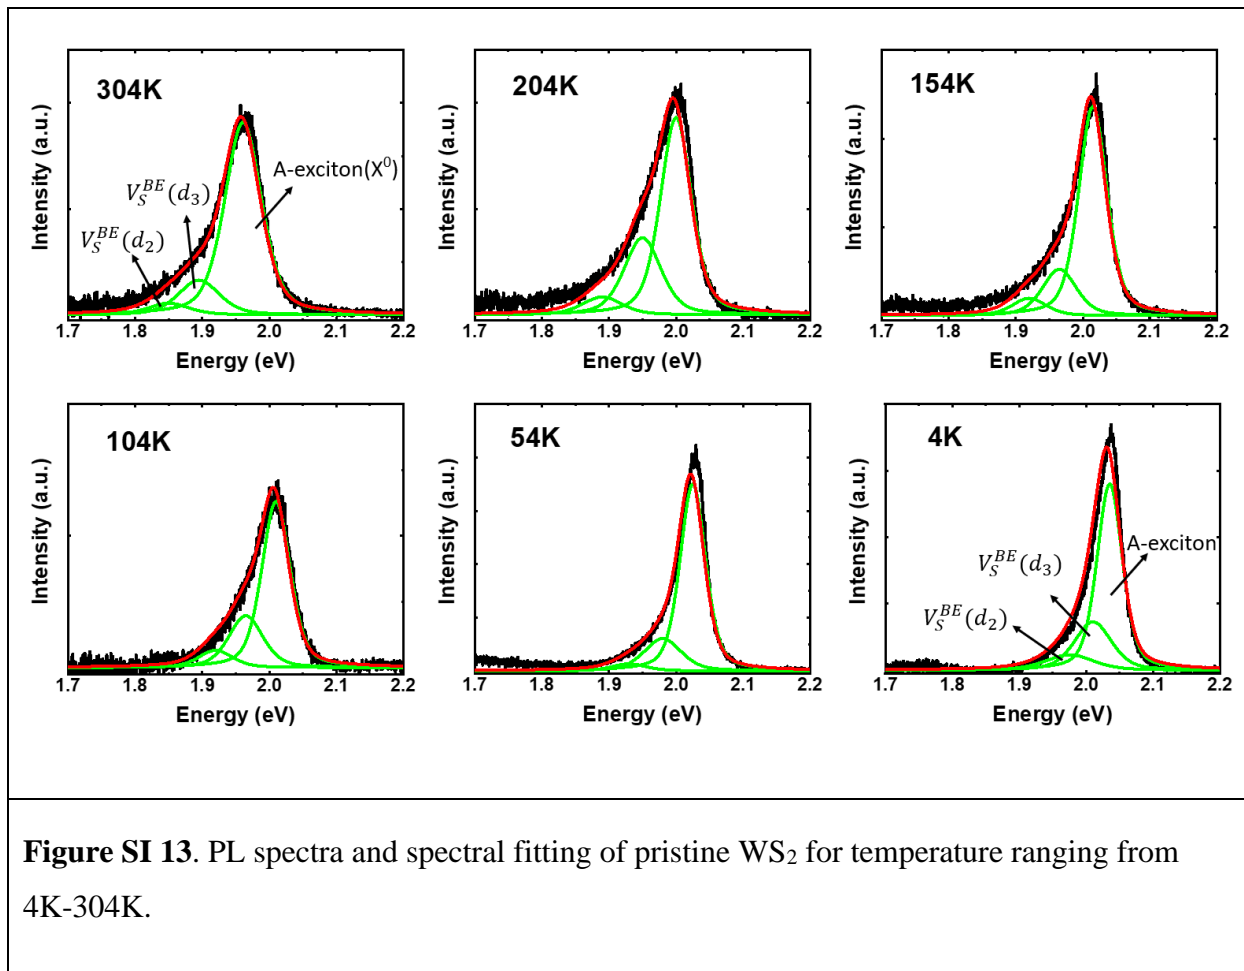 304K
A-exciton(X⁰)
V_S^{BE}(d₃)
V_S^{BE}(d₂)
Intensity (a.u.)
1.7 1.8 1.9 2.0 2.1 2.2
Energy (eV)
204K
Intensity (a.u.)
1.7 1.8 1.9 2.0 2.1 2.2
Energy (eV)
154K
Intensity (a.u.)
1.7 1.8 1.9 2.0 2.1 2.2
Energy (eV)
104K
Intensity (a.u.)
1.7 1.8 1.9 2.0 2.1 2.2
Energy (eV)
54K
Intensity (a.u.)
1.7 1.8 1.9 2.0 2.1 2.2
Energy (eV)
4K
A-exciton
V_S^{BE}(d₃)
V_S^{BE}(d₂)
Intensity (a.u.)
1.7 1.8 1.9 2.0 2.1 2.2
Energy (eV)
Figure SI 13. PL spectra and spectral fitting of pristine WS₂ for temperature ranging from
4K-304K.